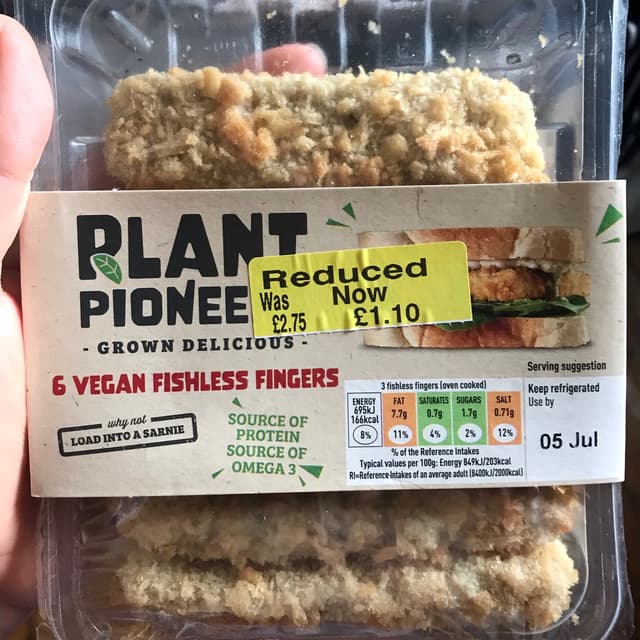 PLANT
PIONEE
- GROWN DELICIOUS -
Reduced
Was Now
£2.75 £1.10
6 VEGAN FISHLESS FINGERS
why not
LOAD INTO A SARNIE
SOURCE OF
PROTEIN
SOURCE OF
OMEGA 3
3 fishless fingers (oven cooked)
ENERGY
695kJ
166kcal
8%
FAT
7.7g
11%
SATURATES
0.7g
4%
SUGARS
1.7g
2%
SALT
0.71g
12%
% of the Reference Intakes
Typical values per 100g: Energy 849kJ/203kcal
RI=Reference Intakes of an average adult (8400kJ/2000kcal)
Serving suggestion
Keep refrigerated
Use by
05 Jul